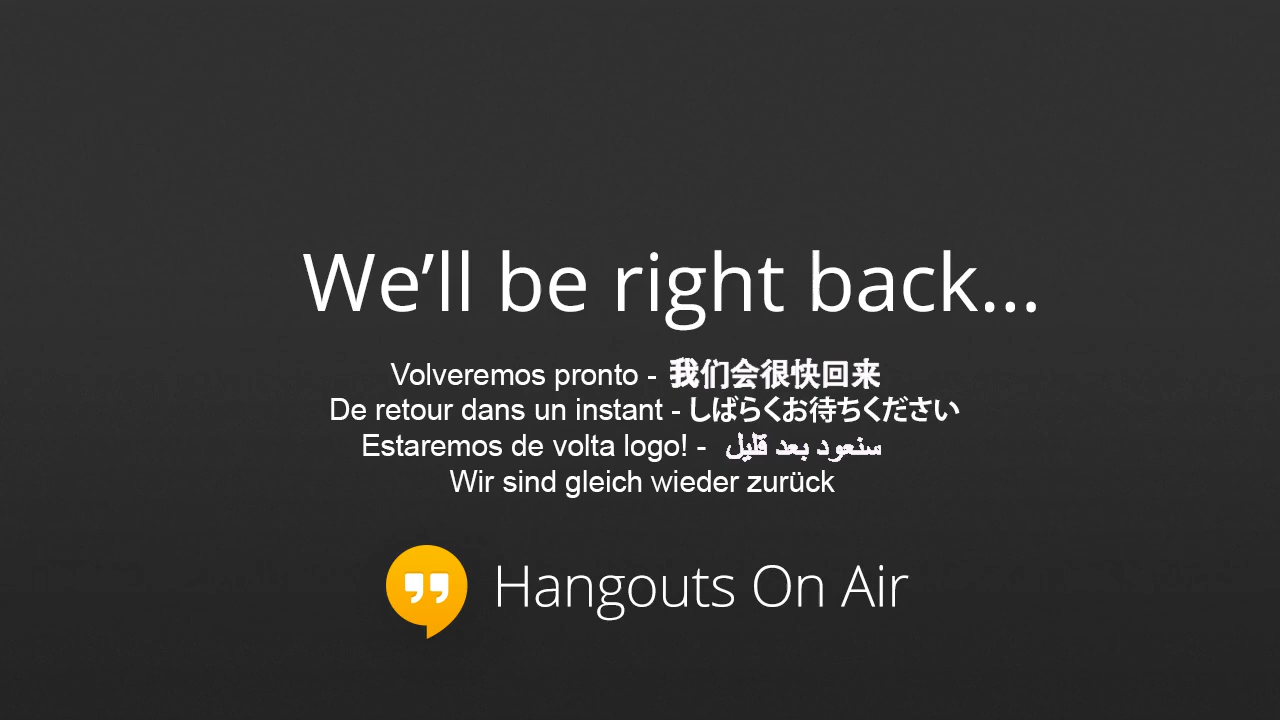 We’ll be right back...
Volveremos pronto - 我们会很快回来
De retour dans un instant - しばらくお待ちください
Estaremos de volta logo! - سنعود بعد قليل
Wir sind gleich wieder zurück
Hangouts On Air